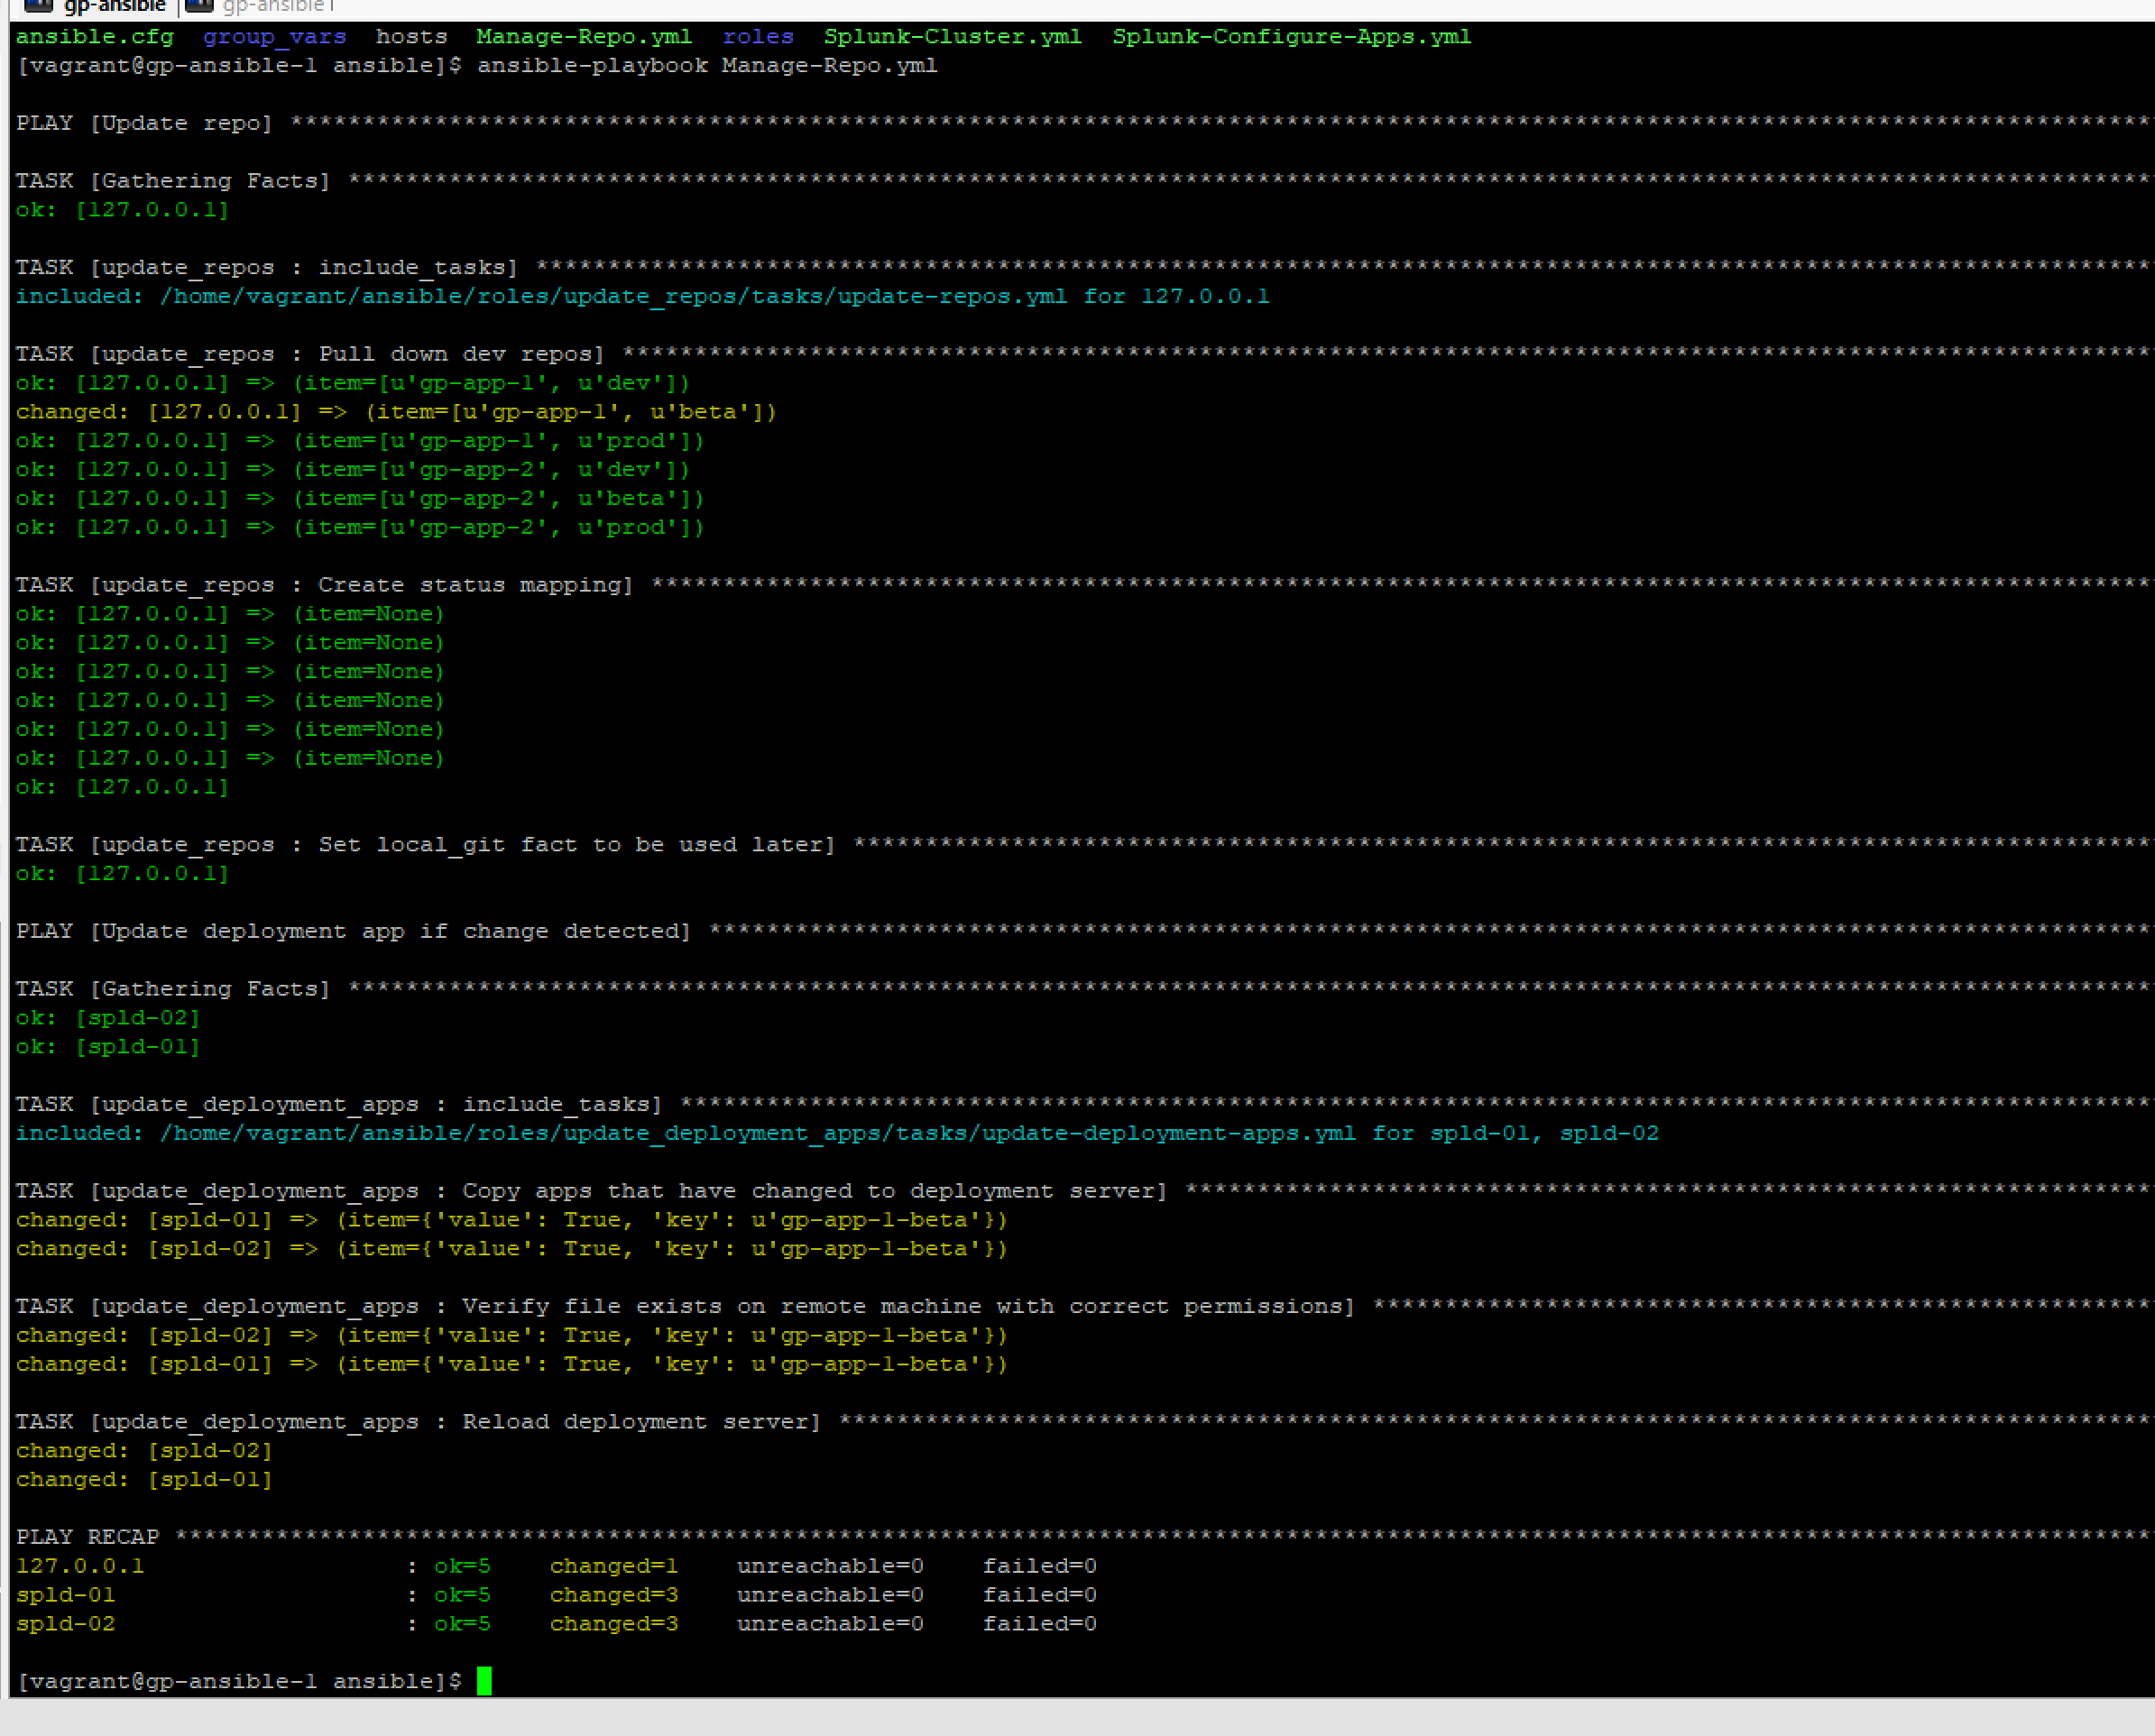 gp-ansible gp-ansible
ansible.cfg group_vars hosts Manage-Repo.yml roles Splunk-Cluster.yml Splunk-Configure-Apps.yml
[vagrant@gp-ansible-1 ansible]$ ansible-playbook Manage-Repo.yml
PLAY [Update repo] ********************************************************************************************************************************
TASK [Gathering Facts] ****************************************************************************************************************************
ok: [127.0.0.1]
TASK [update_repos : include_tasks] ***************************************************************************************************************
included: /home/vagrant/ansible/roles/update_repos/tasks/update-repos.yml for 127.0.0.1
TASK [update_repos : Pull down dev repos] *********************************************************************************************************
ok: [127.0.0.1] => (item=[u'gp-app-1', u'dev'])
changed: [127.0.0.1] => (item=[u'gp-app-1', u'beta'])
ok: [127.0.0.1] => (item=[u'gp-app-1', u'prod'])
ok: [127.0.0.1] => (item=[u'gp-app-2', u'dev'])
ok: [127.0.0.1] => (item=[u'gp-app-2', u'beta'])
ok: [127.0.0.1] => (item=[u'gp-app-2', u'prod'])
TASK [update_repos : Create status mapping] *******************************************************************************************************
ok: [127.0.0.1] => (item=None)
ok: [127.0.0.1] => (item=None)
ok: [127.0.0.1] => (item=None)
ok: [127.0.0.1] => (item=None)
ok: [127.0.0.1] => (item=None)
ok: [127.0.0.1] => (item=None)
ok: [127.0.0.1]
TASK [update_repos : Set local_git fact to be used later] *****************************************************************************************
ok: [127.0.0.1]
PLAY [Update deployment app if change detected] ***************************************************************************************************
TASK [Gathering Facts] ****************************************************************************************************************************
ok: [spld-02]
ok: [spld-01]
TASK [update_deployment_apps : include_tasks] *****************************************************************************************************
included: /home/vagrant/ansible/roles/update_deployment_apps/tasks/update-deployment-apps.yml for spld-01, spld-02
TASK [update_deployment_apps : Copy apps that have changed to deployment server] ******************************************************************
changed: [spld-01] => (item={'value': True, 'key': u'gp-app-1-beta'})
changed: [spld-02] => (item={'value': True, 'key': u'gp-app-1-beta'})
TASK [update_deployment_apps : Verify file exists on remote machine with correct permissions] *****************************************************
changed: [spld-02] => (item={'value': True, 'key': u'gp-app-1-beta'})
changed: [spld-01] => (item={'value': True, 'key': u'gp-app-1-beta'})
TASK [update_deployment_apps : Reload deployment server] ******************************************************************************************
changed: [spld-02]
changed: [spld-01]
PLAY RECAP ****************************************************************************************************************************************
127.0.0.1 : ok=5 changed=1 unreachable=0 failed=0
spld-01 : ok=5 changed=3 unreachable=0 failed=0
spld-02 : ok=5 changed=3 unreachable=0 failed=0
[vagrant@gp-ansible-1 ansible]$